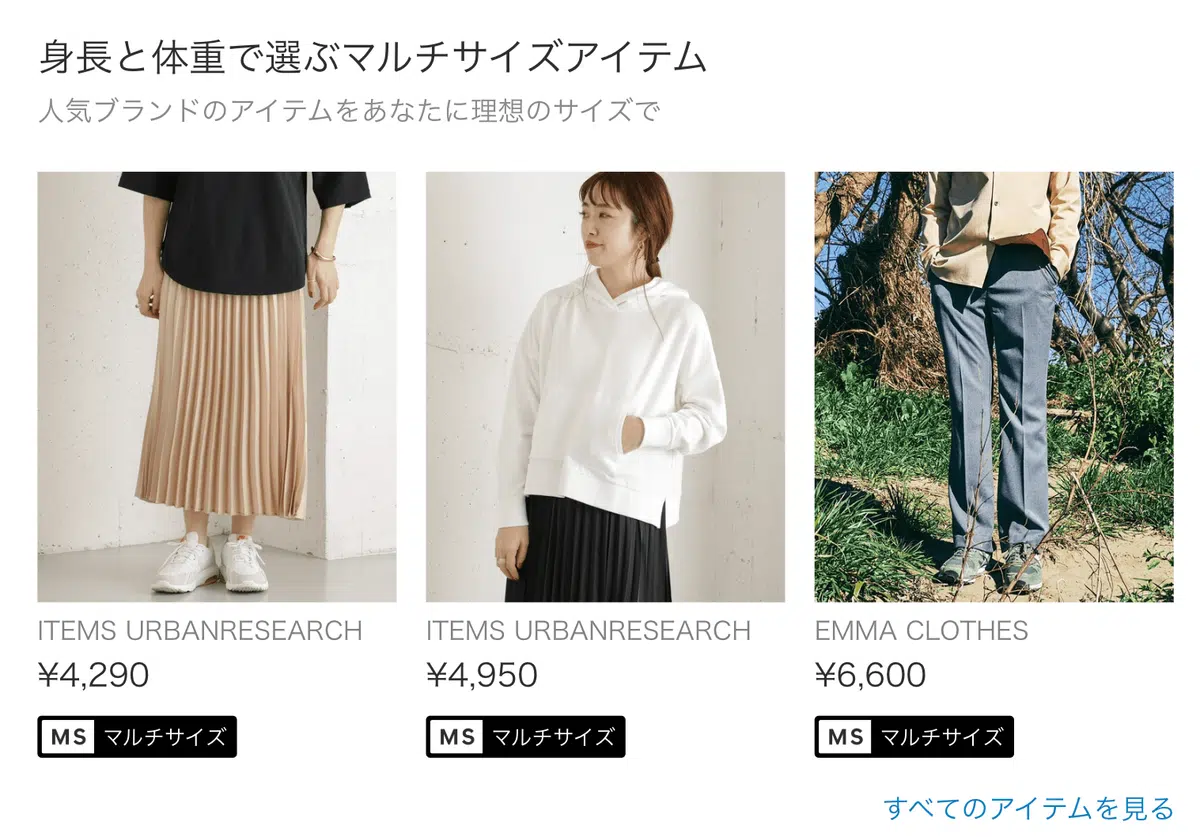 身長と体重で選ぶマルチサイズアイテム
人気ブランドのアイテムをあなたに理想のサイズで
ITEMS URBANRESEARCH
¥4,290
MS マルチサイズ
ITEMS URBANRESEARCH
¥4,950
MS マルチサイズ
EMMA CLOTHES
¥6,600
MS マルチサイズ
すべてのアイテムを見る